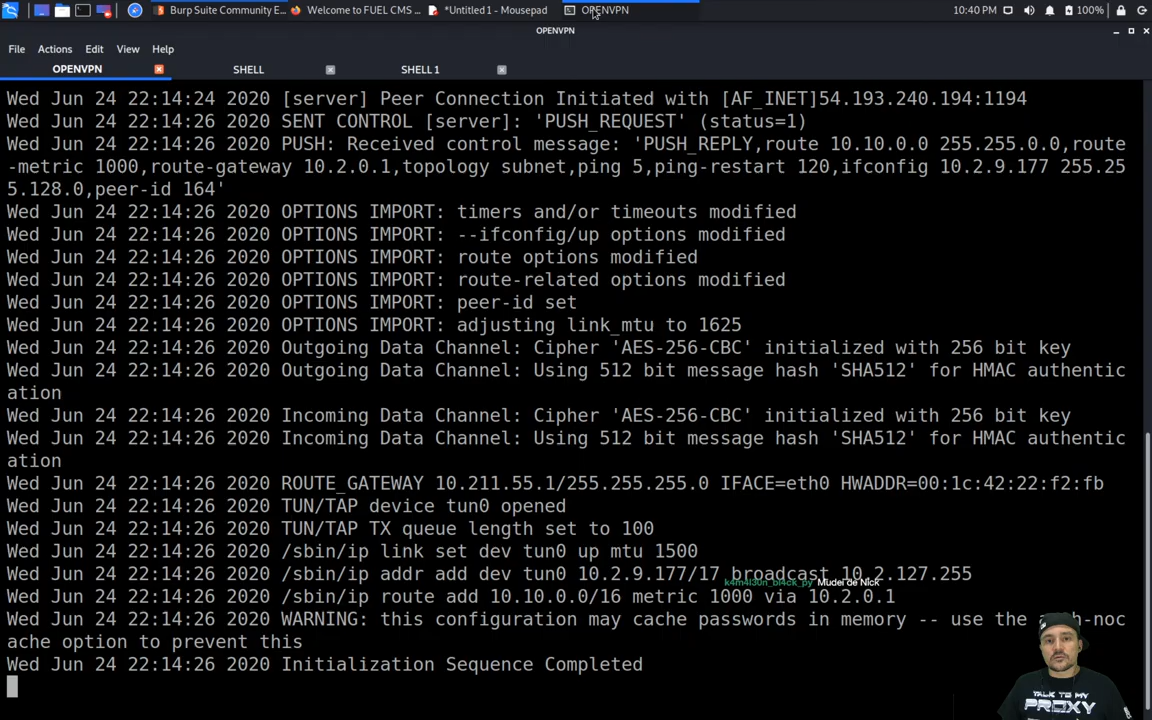 Burp Suite Community E...
Welcome to FUEL CMS ...
*Untitled 1 - Mousepad
OPENVPN
10:40 PM
100%
OPENVPN
File Actions Edit View Help
OPENVPN
SHELL
SHELL 1
Wed Jun 24 22:14:24 2020 [server] Peer Connection Initiated with [AF_INET]54.193.240.194:1194
Wed Jun 24 22:14:26 2020 SENT CONTROL [server]: 'PUSH_REQUEST' (status=1)
Wed Jun 24 22:14:26 2020 PUSH: Received control message: 'PUSH_REPLY,route 10.10.0.0 255.255.0.0,route
-metric 1000,route-gateway 10.2.0.1,topology subnet,ping 5,ping-restart 120,ifconfig 10.2.9.177 255.25
5.128.0,peer-id 164'
Wed Jun 24 22:14:26 2020 OPTIONS IMPORT: timers and/or timeouts modified
Wed Jun 24 22:14:26 2020 OPTIONS IMPORT: --ifconfig/up options modified
Wed Jun 24 22:14:26 2020 OPTIONS IMPORT: route options modified
Wed Jun 24 22:14:26 2020 OPTIONS IMPORT: route-related options modified
Wed Jun 24 22:14:26 2020 OPTIONS IMPORT: peer-id set
Wed Jun 24 22:14:26 2020 OPTIONS IMPORT: adjusting link_mtu to 1625
Wed Jun 24 22:14:26 2020 Outgoing Data Channel: Cipher 'AES-256-CBC' initialized with 256 bit key
Wed Jun 24 22:14:26 2020 Outgoing Data Channel: Using 512 bit message hash 'SHA512' for HMAC authentic
ation
Wed Jun 24 22:14:26 2020 Incoming Data Channel: Cipher 'AES-256-CBC' initialized with 256 bit key
Wed Jun 24 22:14:26 2020 Incoming Data Channel: Using 512 bit message hash 'SHA512' for HMAC authentic
ation
Wed Jun 24 22:14:26 2020 ROUTE_GATEWAY 10.211.55.1/255.255.255.0 IFACE=eth0 HWADDR=00:1c:42:22:f2:fb
Wed Jun 24 22:14:26 2020 TUN/TAP device tun0 opened
Wed Jun 24 22:14:26 2020 TUN/TAP TX queue length set to 100
Wed Jun 24 22:14:26 2020 /sbin/ip link set dev tun0 up mtu 1500
Wed Jun 24 22:14:26 2020 /sbin/ip addr add dev tun0 10.2.9.177/17 broadcast 10.2.127.255
k4m4l30n_bl4ck_py Mudei de Nick
Wed Jun 24 22:14:26 2020 /sbin/ip route add 10.10.0.0/16 metric 1000 via 10.2.0.1
Wed Jun 24 22:14:26 2020 WARNING: this configuration may cache passwords in memory -- use the h-noc
ache option to prevent this
Wed Jun 24 22:14:26 2020 Initialization Sequence Completed
TALK TO MY
PROXY